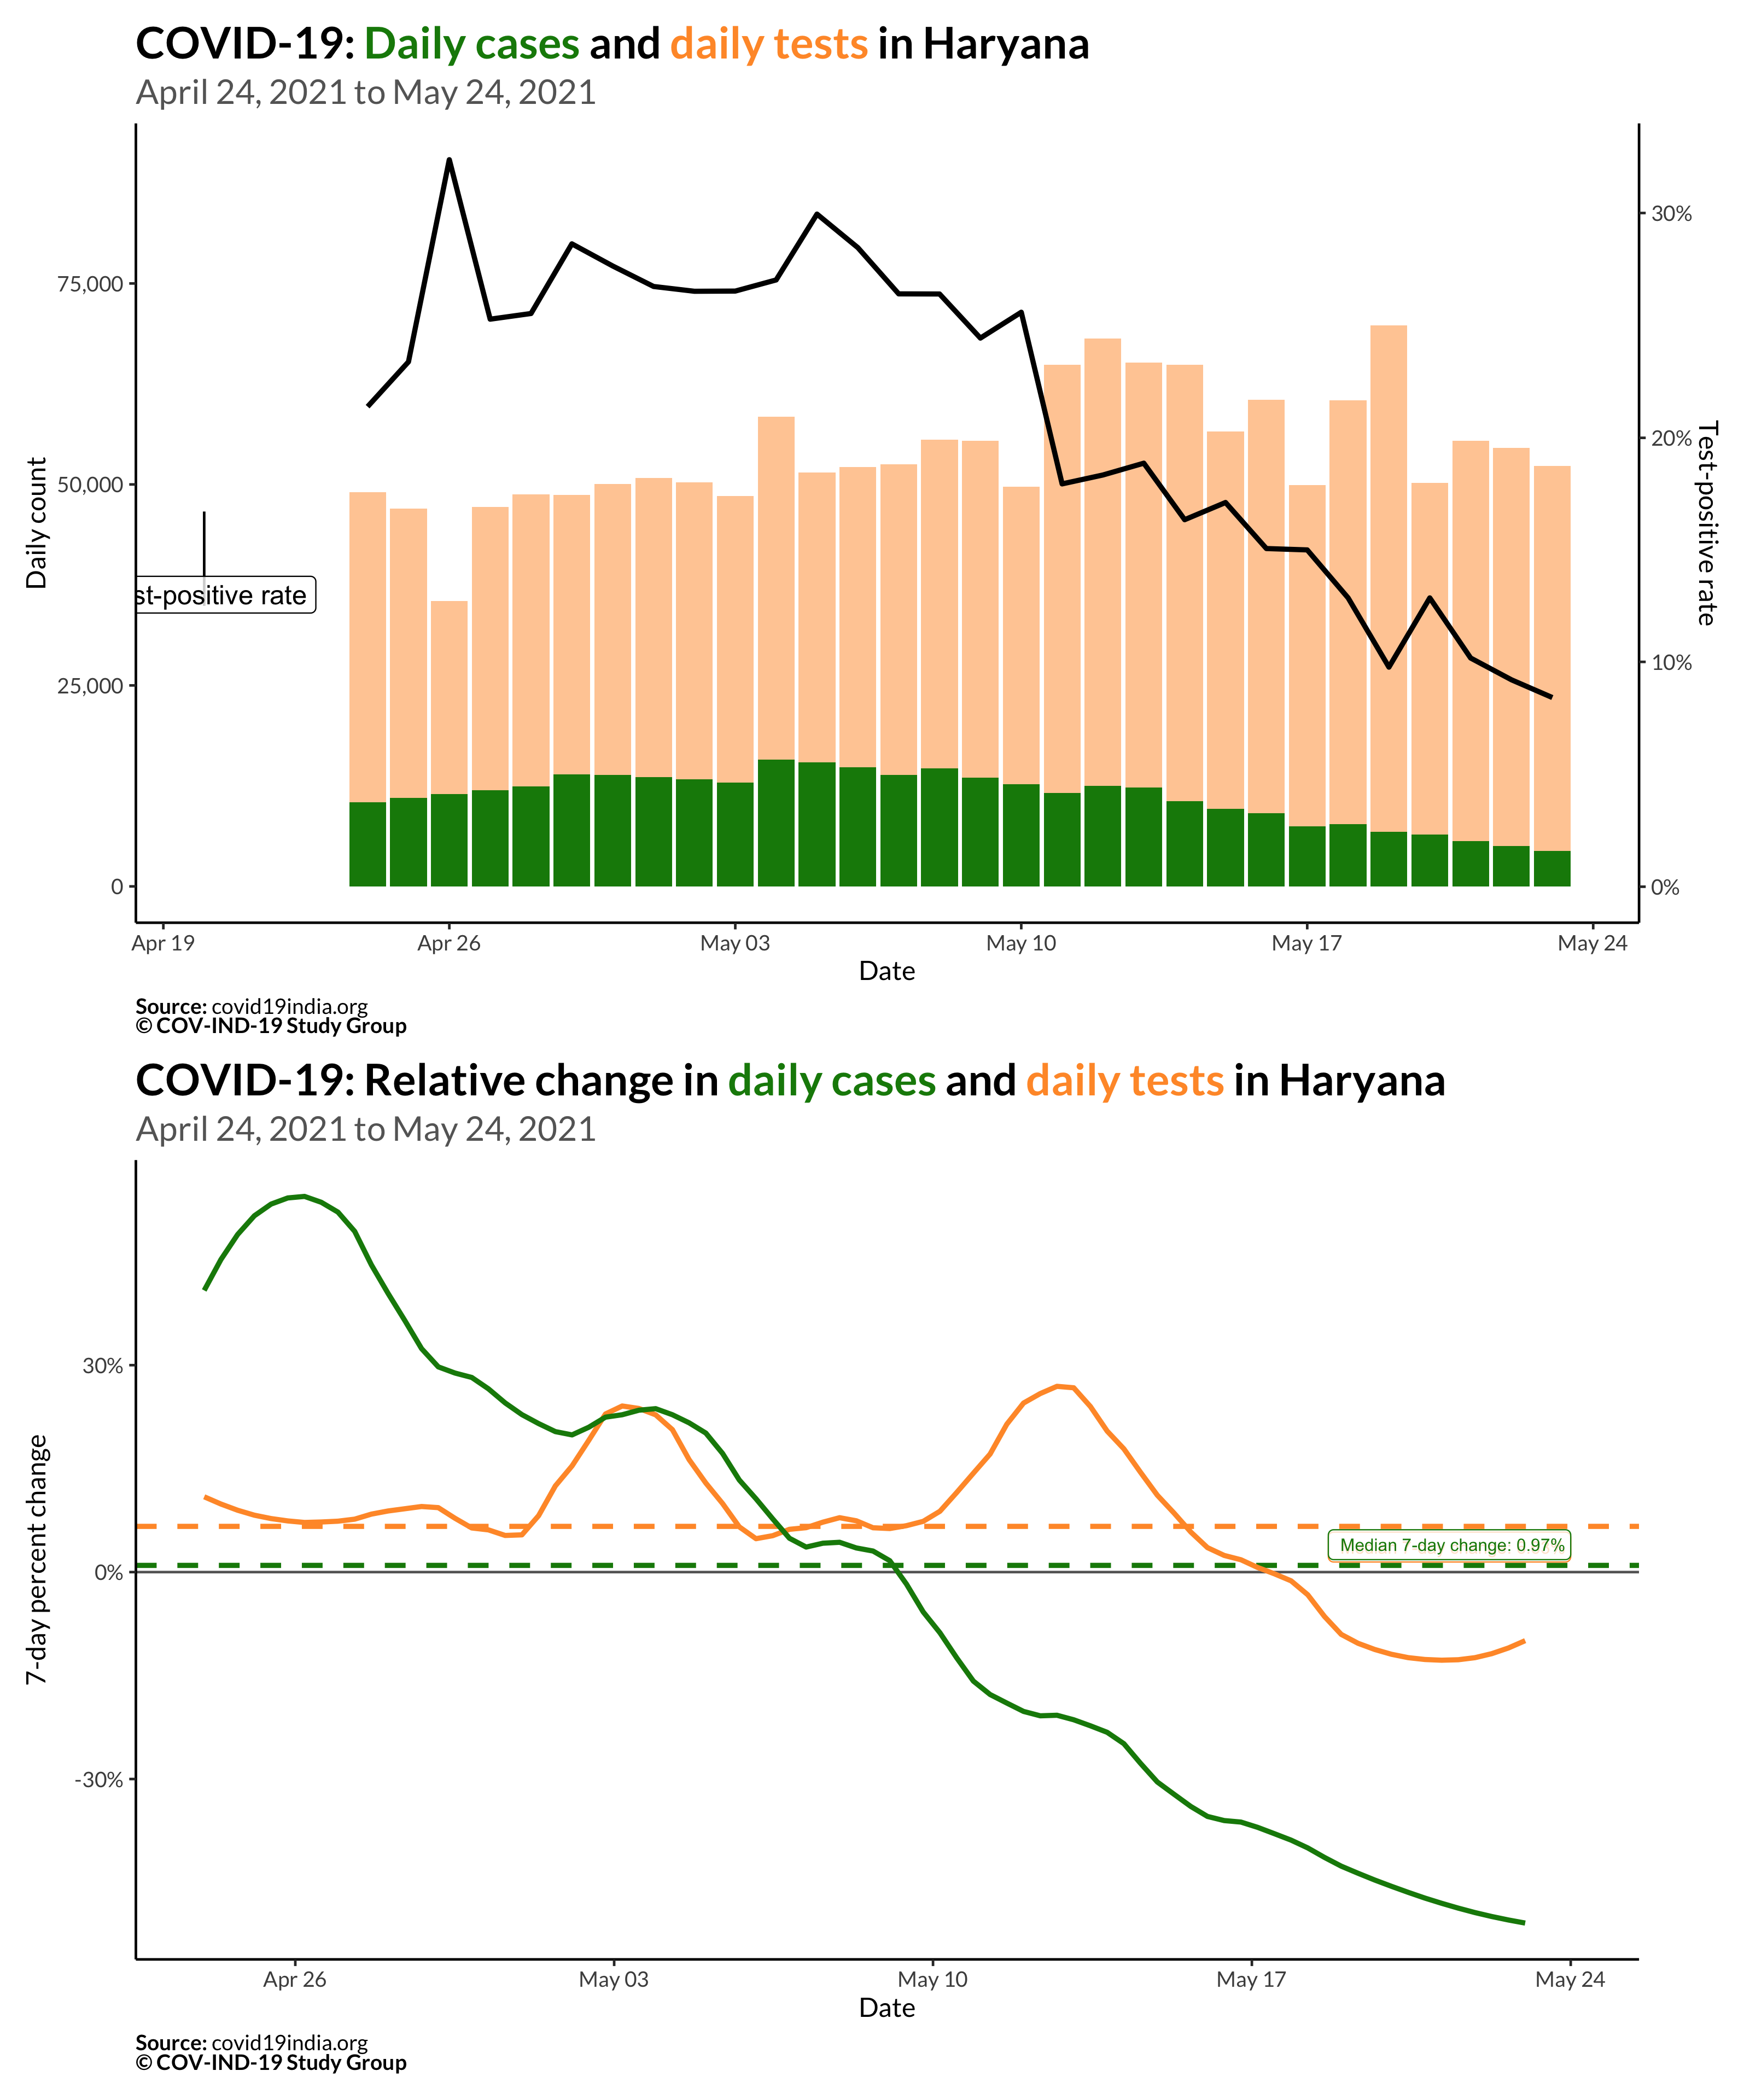 COVID-19: Daily cases and daily tests in Haryana
April 24, 2021 to May 24, 2021
Daily count
75,000
50,000
25,000
0
st-positive rate
30%
20%
10%
0%
Test-positive rate
Apr 19
Apr 26
May 03
May 10
May 17
May 24
Date
Source: covid19india.org
© COV-IND-19 Study Group
COVID-19: Relative change in daily cases and daily tests in Haryana
April 24, 2021 to May 24, 2021
7-day percent change
30%
0%
-30%
Median 7-day change: 0.97%
Apr 26
May 03
May 10
May 17
May 24
Date
Source: covid19india.org
© COV-IND-19 Study Group